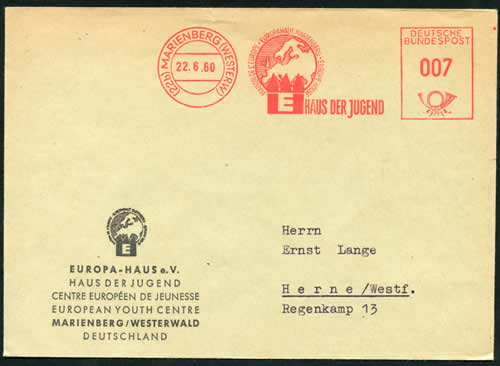 (22b) MARIENBERG (WESTERW)
22.6.60
E
HAUS DER JUGEND
DEUTSCHE
BUNDESPOST
007
E
EUROPA-HAUS e.V.
HAUS DER JUGEND
CENTRE EUROPÉEN DE JEUNESSE
EUROPEAN YOUTH CENTRE
MARIENBERG/WESTERWALD
DEUTSCHLAND
Herrn
Ernst Lange
Herne/Westf.
Regenkamp 13